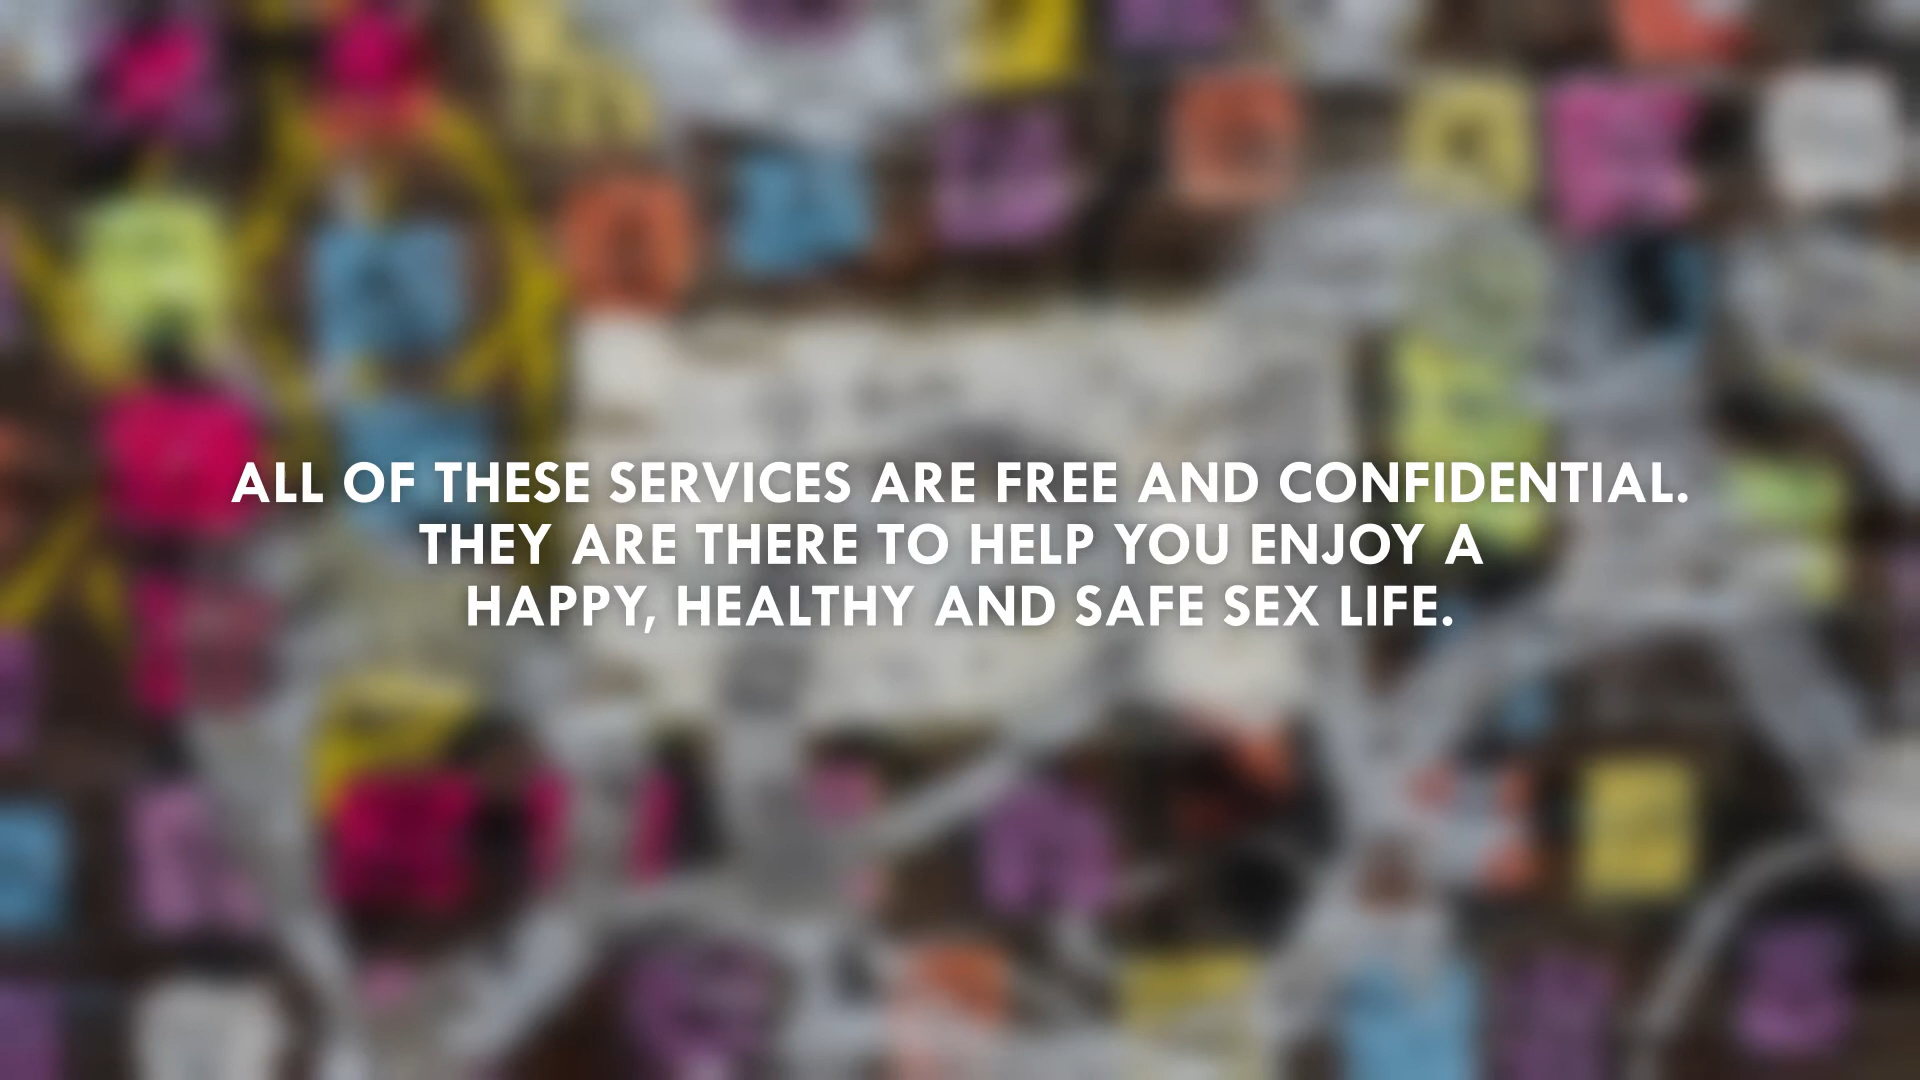 ALL OF THESE SERVICES ARE FREE AND CONFIDENTIAL.
THEY ARE THERE TO HELP YOU ENJOY A
HAPPY, HEALTHY AND SAFE SEX LIFE.